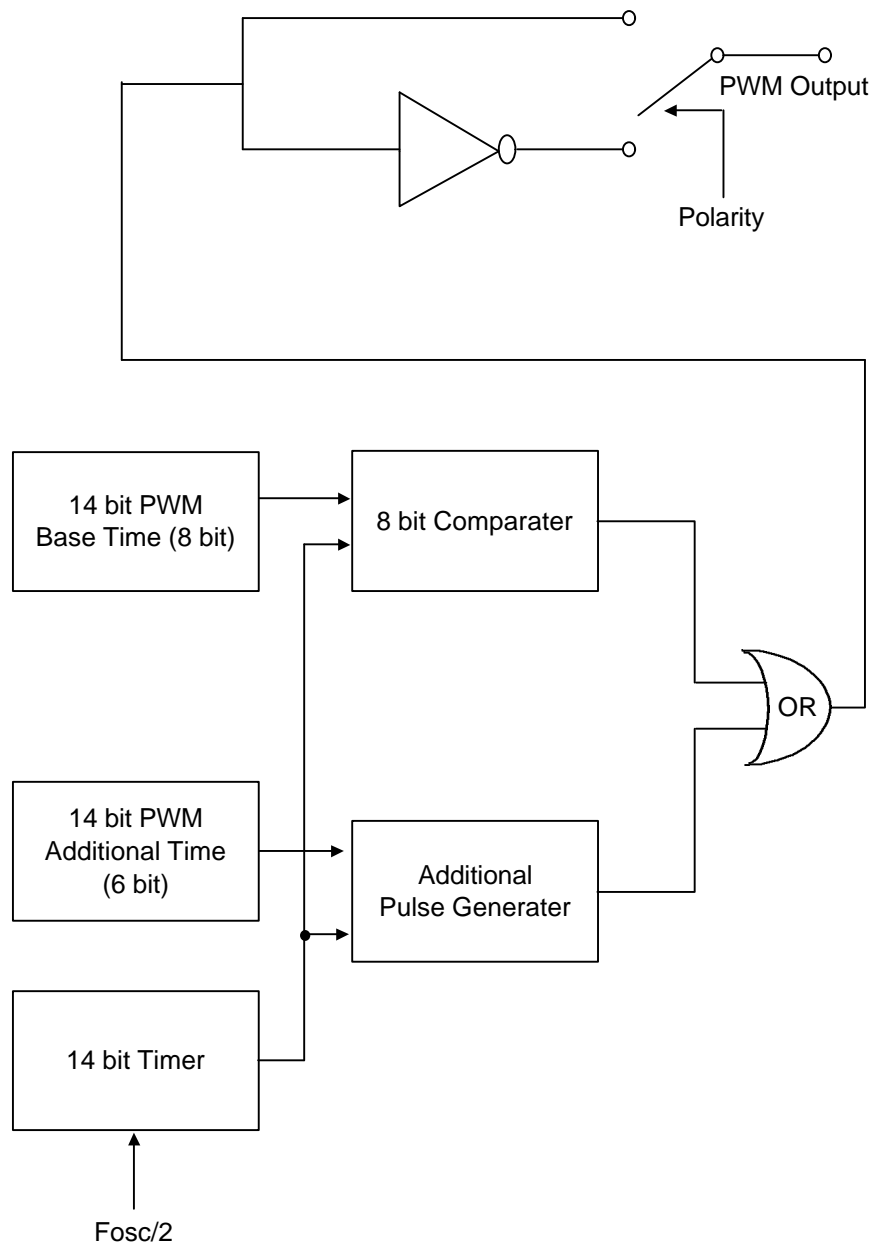 PWM Output
Polarity
14 bit PWM
Base Time (8 bit)
8 bit Comparater
OR
14 bit PWM
Additional Time
(6 bit)
Additional
Pulse Generater
14 bit Timer
Fosc/2